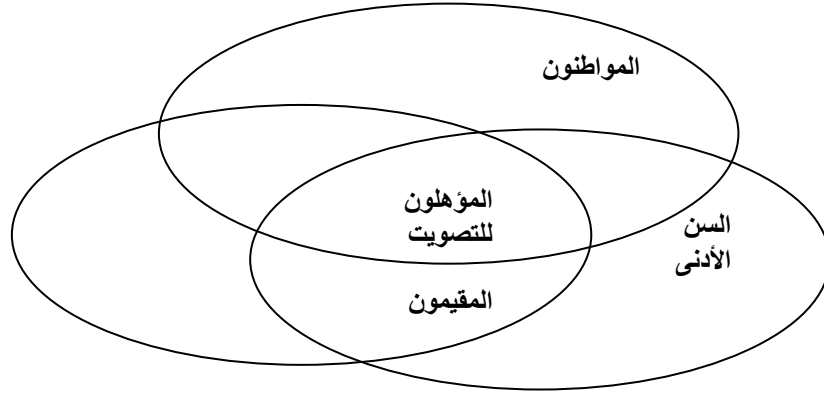 المواطنون
المؤهلون
للتصويت
السن
الأدنى
المقيمون